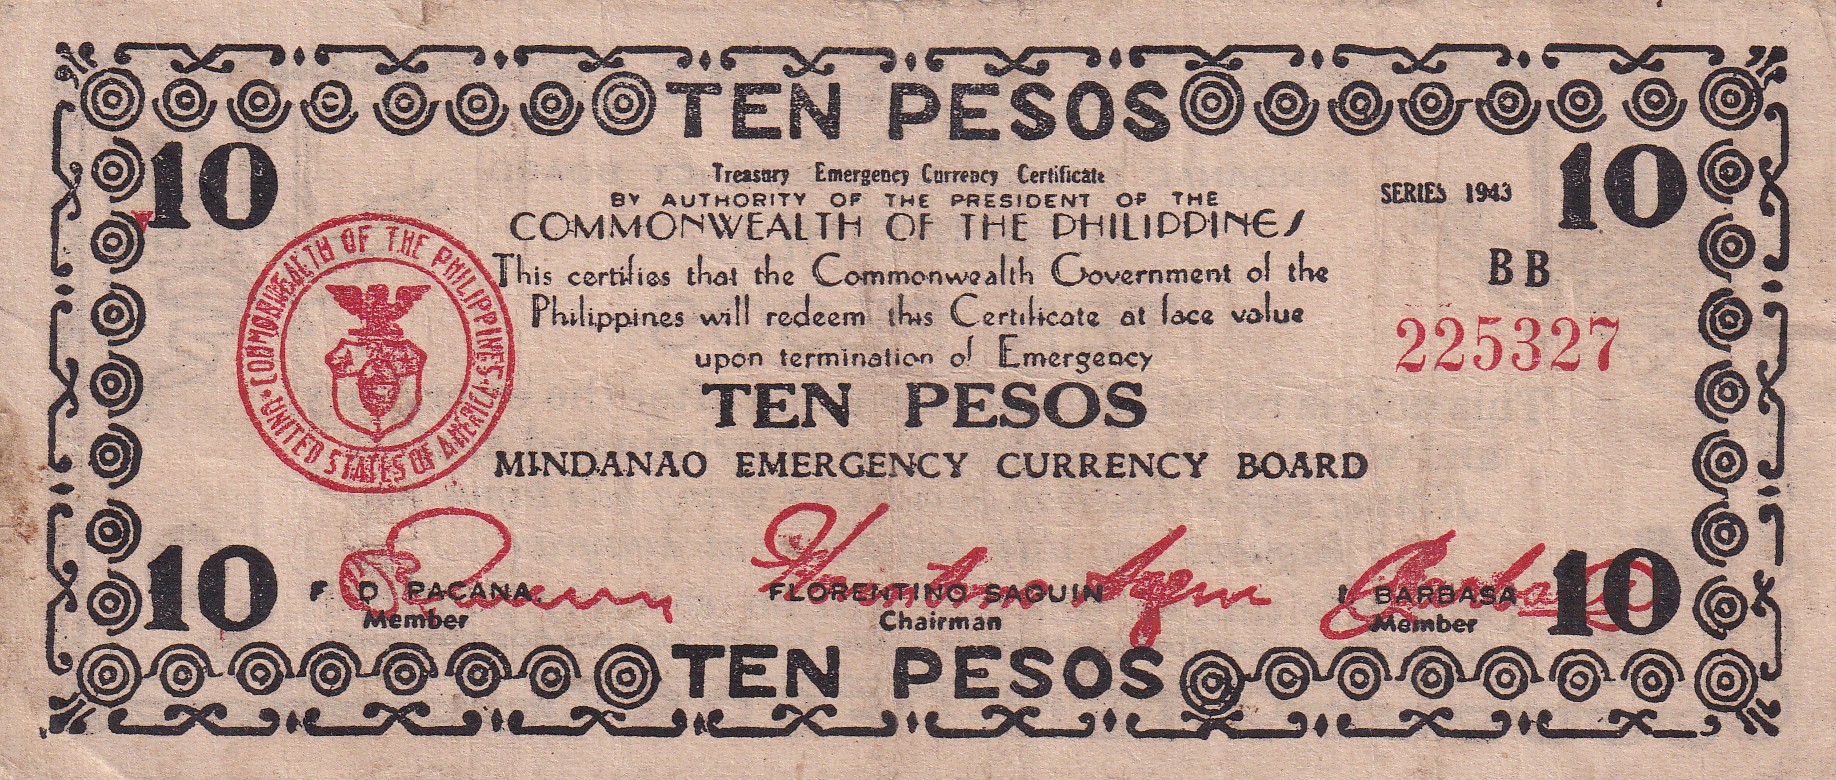 TEN PESOS
10
10
Treasury Emergency Currency Certificate
SERIES 1943
BY AUTHORITY OF THE PRESIDENT OF THE
COMMONWEALTH OF THE PHILIPPINES
This certifies that the Commonwealth Government of the
BB
Philippines will redeem this Certificate at face value
225327
upon termination of Emergency
TEN PESOS
COMMONWEALTH OF THE PHILIPPINES
UNITED STATES OF AMERICA
MINDANAO EMERGENCY CURRENCY BOARD
10
10
F D PACANA
FLORENTINO SAGUIN
I BARBASA
Member
Chairman
Member
TEN PESOS